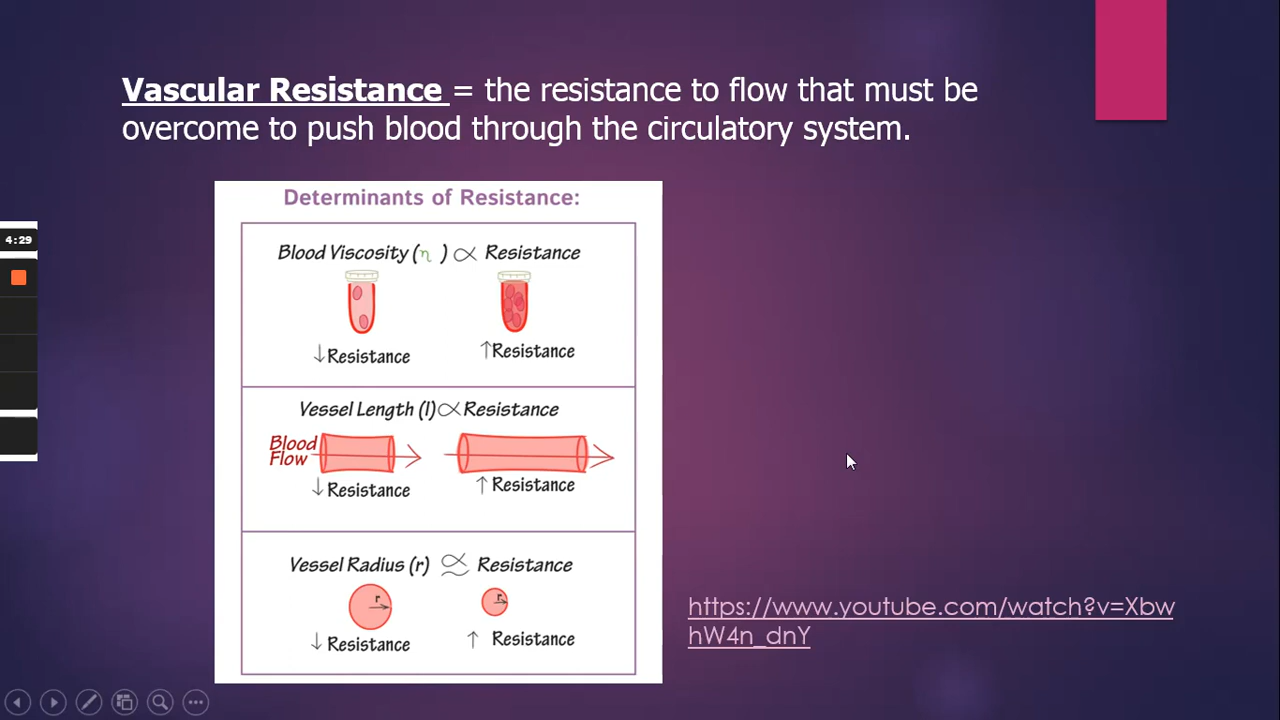 Vascular Resistance = the resistance to flow that must be
overcome to push blood through the circulatory system.
4:29
Determinants of Resistance:
Blood Viscosity (η) ∝ Resistance
↓Resistance ↑Resistance
Vessel Length (l) ∝ Resistance
Blood
Flow
↓Resistance ↑Resistance
Vessel Radius (r) ∝ Resistance
r r
↓Resistance ↑ Resistance
https://www.youtube.com/watch?v=Xbw
hW4n_dnY